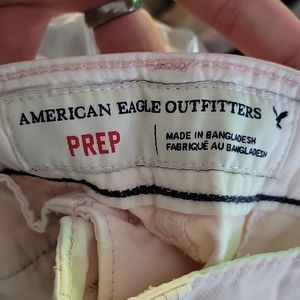 AMERICAN EAGLE OUTFITTERS
PREP
MADE IN BANGLADESH
FABRIQUÉ AU BANGLADESH